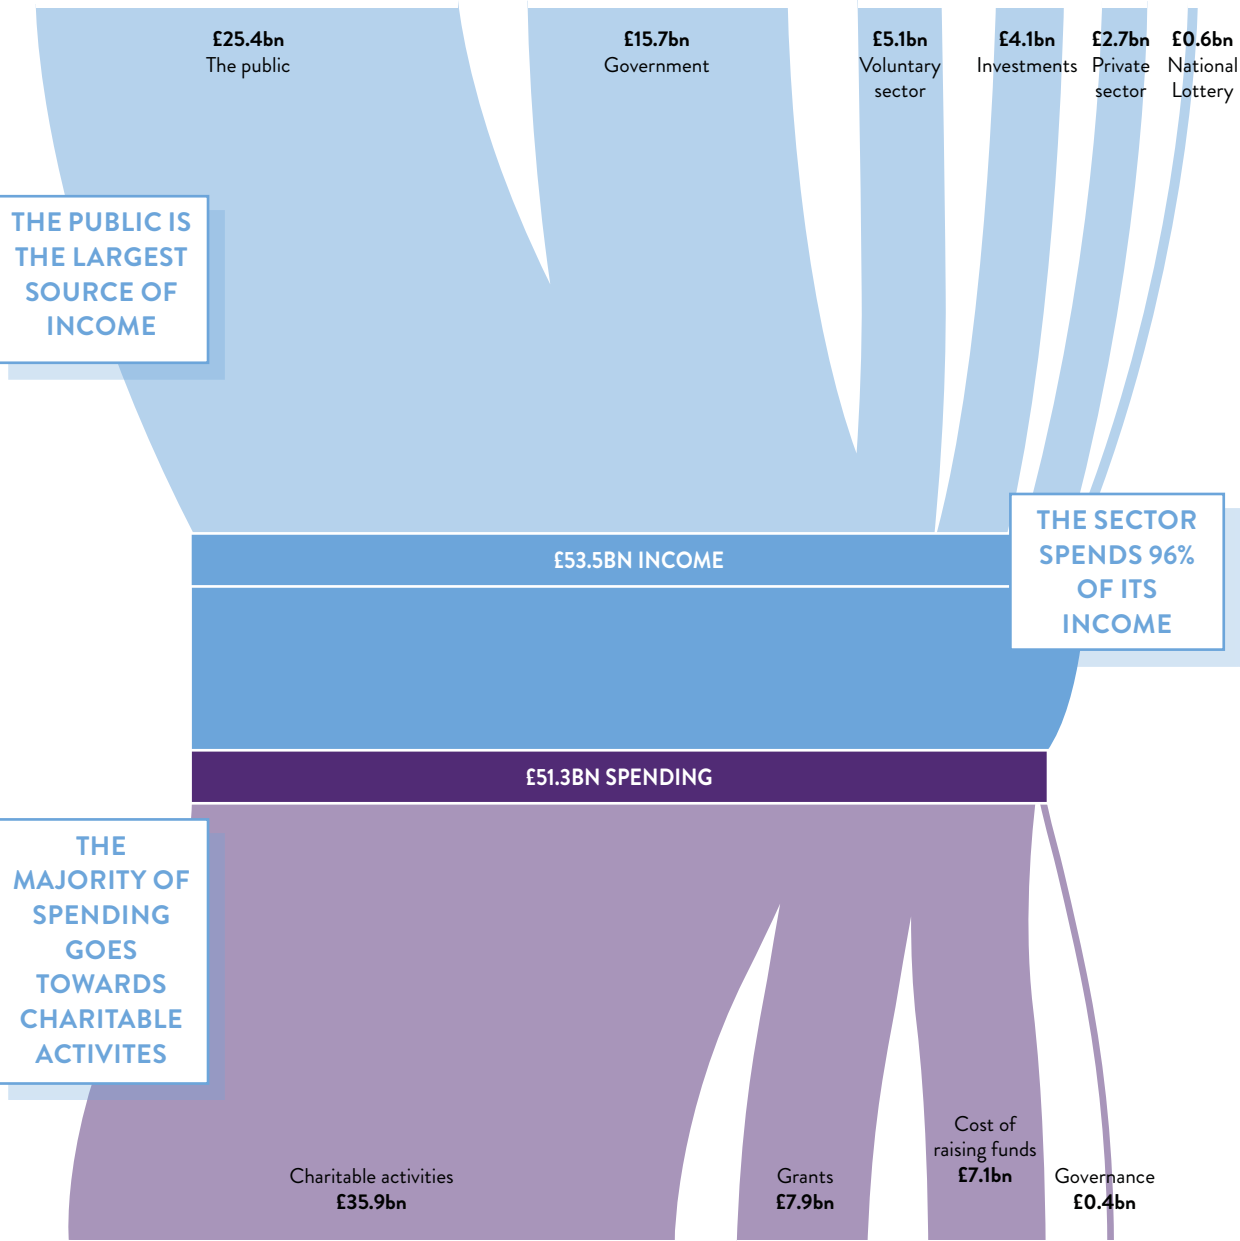 £25.4bn
The public
£15.7bn
Government
£5.1bn
Voluntary
sector
£4.1bn
Investments
£2.7bn
Private
sector
£0.6bn
National
Lottery
THE PUBLIC IS
THE LARGEST
SOURCE OF
INCOME
£53.5BN INCOME
THE SECTOR
SPENDS 96%
OF ITS
INCOME
£51.3BN SPENDING
THE
MAJORITY OF
SPENDING
GOES
TOWARDS
CHARITABLE
ACTIVITES
Charitable activities
£35.9bn
Grants
£7.9bn
Cost of
raising funds
£7.1bn
Governance
£0.4bn